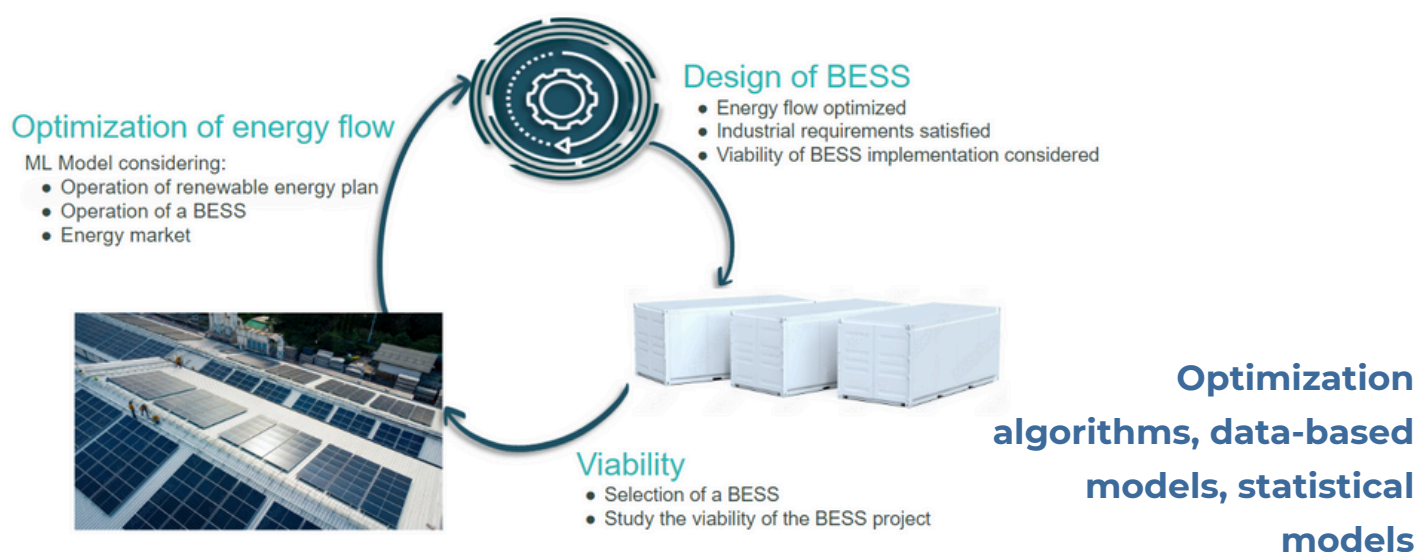 Optimization of energy flow
ML Model considering:
● Operation of renewable energy plan
● Operation of a BESS
● Energy market
Design of BESS
● Energy flow optimized
● Industrial requirements satisfied
● Viability of BESS implementation considered
Viability
● Selection of a BESS
● Study the viability of the BESS project
Optimization
algorithms, data-based
models, statistical
models